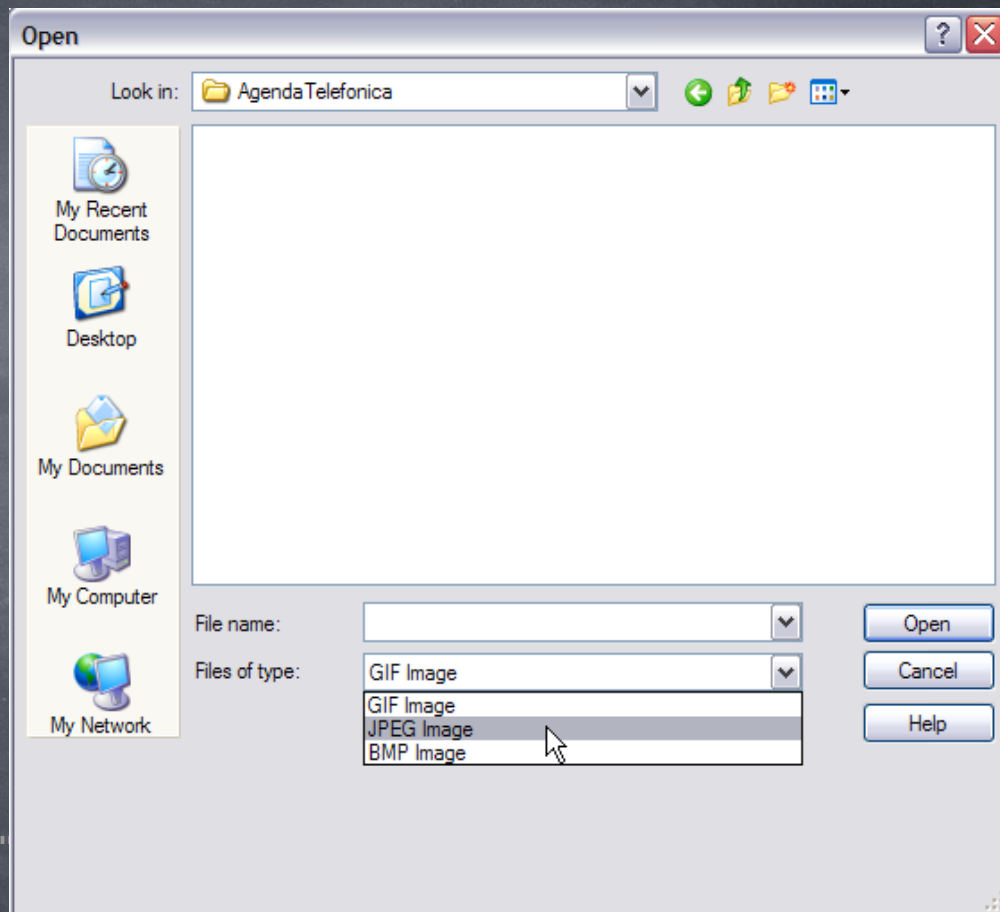 Open
Look in:
AgendaTelefonica
My Recent
Documents
Desktop
My Documents
My Computer
My Network
File name:
Open
Files of type:
GIF Image
Cancel
GIF Image
JPEG Image
BMP Image
Help